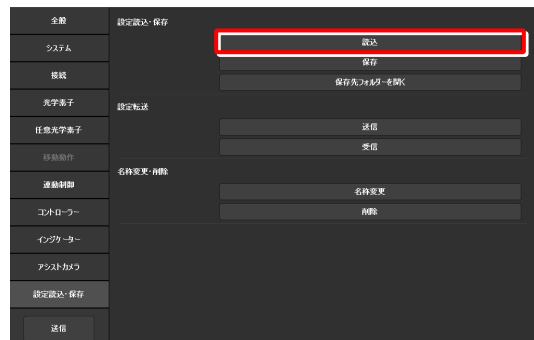 全般
システム
接続
光学素子
任意光学素子
移動動作
連動制御
コントローラー
インジケーター
アシストカメラ
設定読込・保存
送信
設定読込・保存
読込
保存
保存先フォルダーを開く
設定転送
送信
受信
名称変更・削除
名称変更
削除